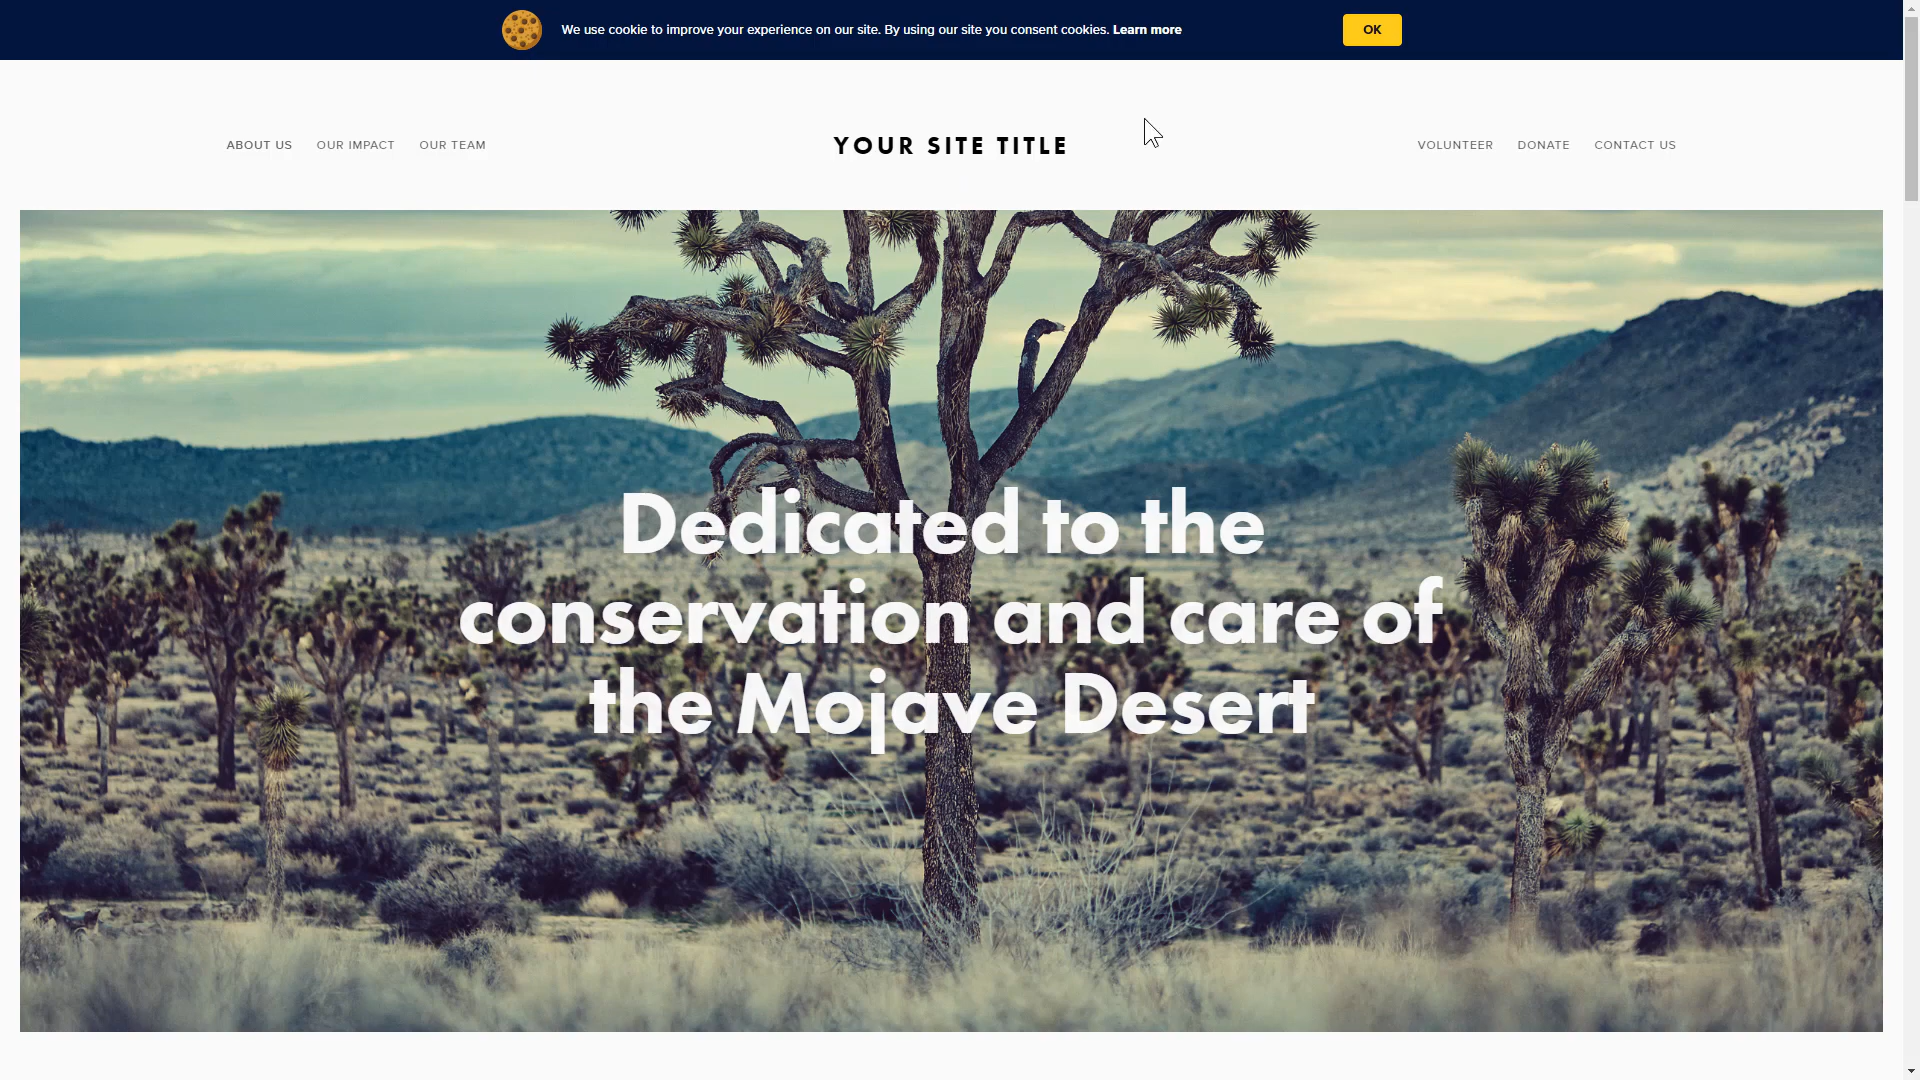 We use cookie to improve your experience on our site. By using our site you consent cookies. Learn more
OK
ABOUT US
OUR IMPACT
OUR TEAM
YOUR SITE TITLE
VOLUNTEER
DONATE
CONTACT US
Dedicated to the
conservation and care of
the Mojave Desert